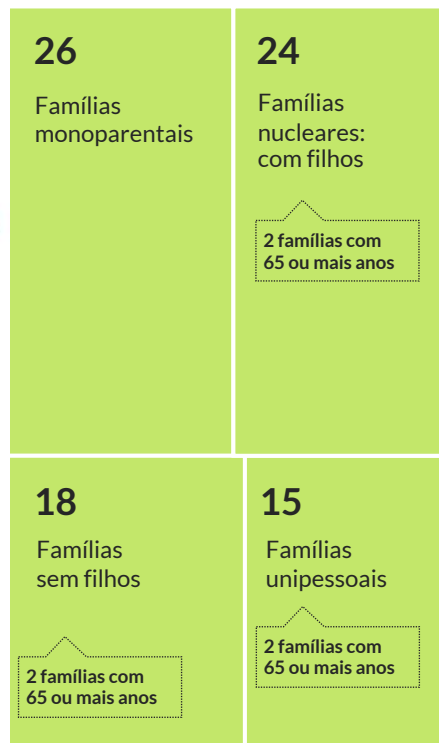 26
Famílias
monoparentais
24
Famílias
nucleares:
com filhos
2 famílias com
65 ou mais anos
18
Famílias
sem filhos
2 famílias com
65 ou mais anos
15
Famílias
unipessoais
2 famílias com
65 ou mais anos